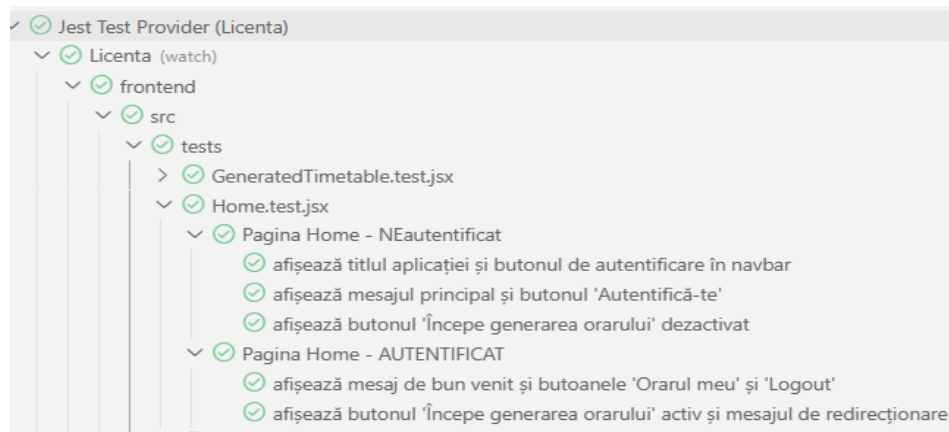 Jest Test Provider (Licenta)
Licenta (watch)
frontend
src
tests
GeneratedTimetable.test.jsx
Home.test.jsx
Pagina Home - NEautentificat
afișează titlul aplicației și butonul de autentificare în navbar
afișează mesajul principal și butonul 'Autentifică-te'
afișează butonul 'Începe generarea orarului' dezactivat
Pagina Home - AUTENTIFICAT
afișează mesaj de bun venit și butoanele 'Orarul meu' și 'Logout'
afișează butonul 'Începe generarea orarului' activ și mesajul de redirecționare